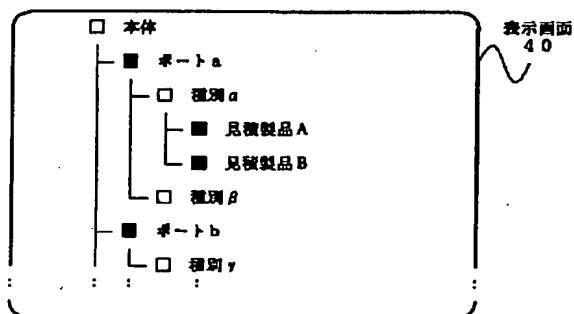 □ 本体
表示画面
40
■ ポートa
□ 種別α
■ 見積製品A
■ 見積製品B
□ 種別β
■ ポートb
□ 種別γ
: : : : :